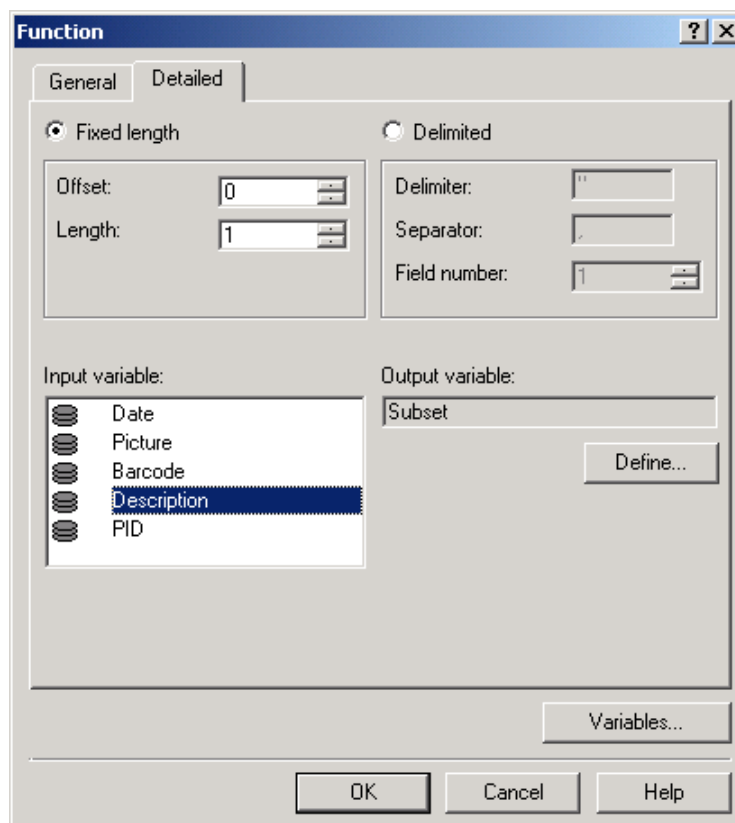 Function
General Detailed
Fixed length Delimited
Offset: 0 Delimiter: "
Length: 1 Separator: ,
Field number: 1
Input variable: Output variable:
Date Subset
Picture
Barcode Define...
Description
PID
Variables...
OK Cancel Help